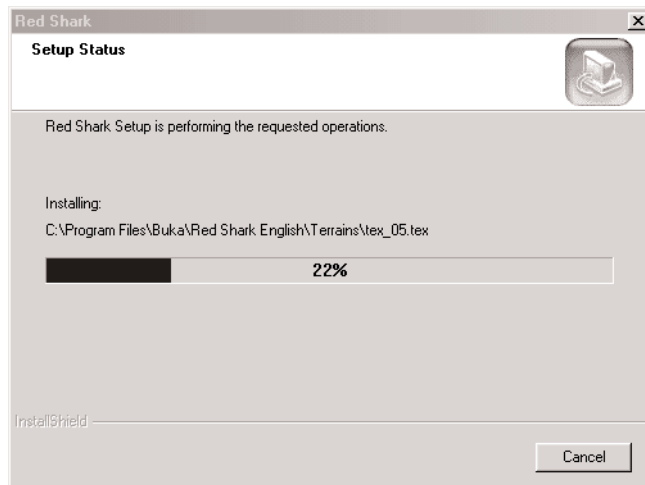 Red Shark
Setup Status
Red Shark Setup is performing the requested operations.
Installing:
C:\Program Files\Buka\Red Shark English\Terrains\tex_05.tex
22%
InstallShield
Cancel